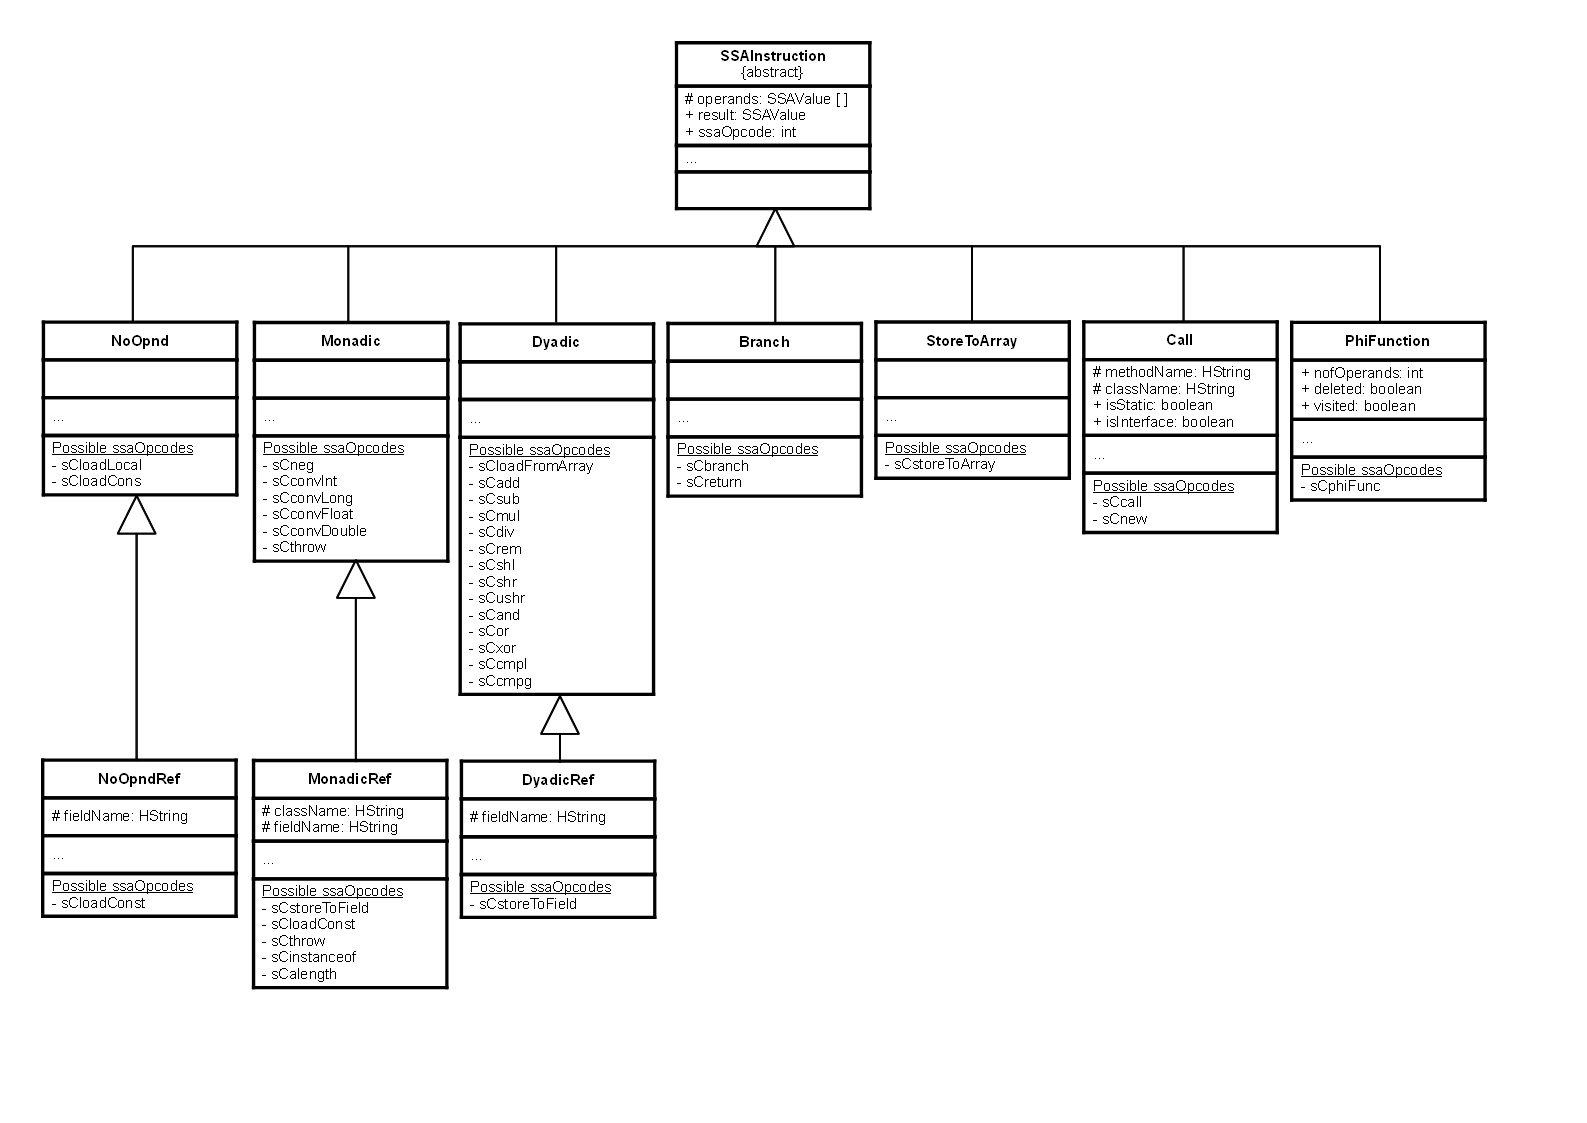 SSAInstruction
{abstract}
# operands: SSAValue [ ]
+ result: SSAValue
+ ssaOpcode: int
...
NoOpnd
...
Possible ssaOpcodes
- sCloadLocal
- sCloadCons
Monadic
...
Possible ssaOpcodes
- sCneg
- sCconvInt
- sCconvLong
- sCconvFloat
- sCconvDouble
- sCthrow
Dyadic
...
Possible ssaOpcodes
- sCloadFromArray
- sCadd
- sCsub
- sCmul
- sCdiv
- sCrem
- sCshl
- sCshr
- sCushr
- sCand
- sCor
- sCxor
- sCcmpl
- sCcmpg
Branch
...
Possible ssaOpcodes
- sCbranch
- sCreturn
StoreToArray
...
Possible ssaOpcodes
- sCstoreToArray
Call
# methodName: HString
# className: HString
+ isStatic: boolean
+ isInterface: boolean
...
Possible ssaOpcodes
- sCcall
- sCnew
PhiFunction
+ nofOperands: int
+ deleted: boolean
+ visited: boolean
...
Possible ssaOpcodes
- sCphiFunc
NoOpndRef
# fieldName: HString
...
Possible ssaOpcodes
- sCloadConst
MonadicRef
# className: HString
# fieldName: HString
...
Possible ssaOpcodes
- sCstoreToField
- sCloadConst
- sCthrow
- sCinstanceof
- sCalength
DyadicRef
# fieldName: HString
...
Possible ssaOpcodes
- sCstoreToField